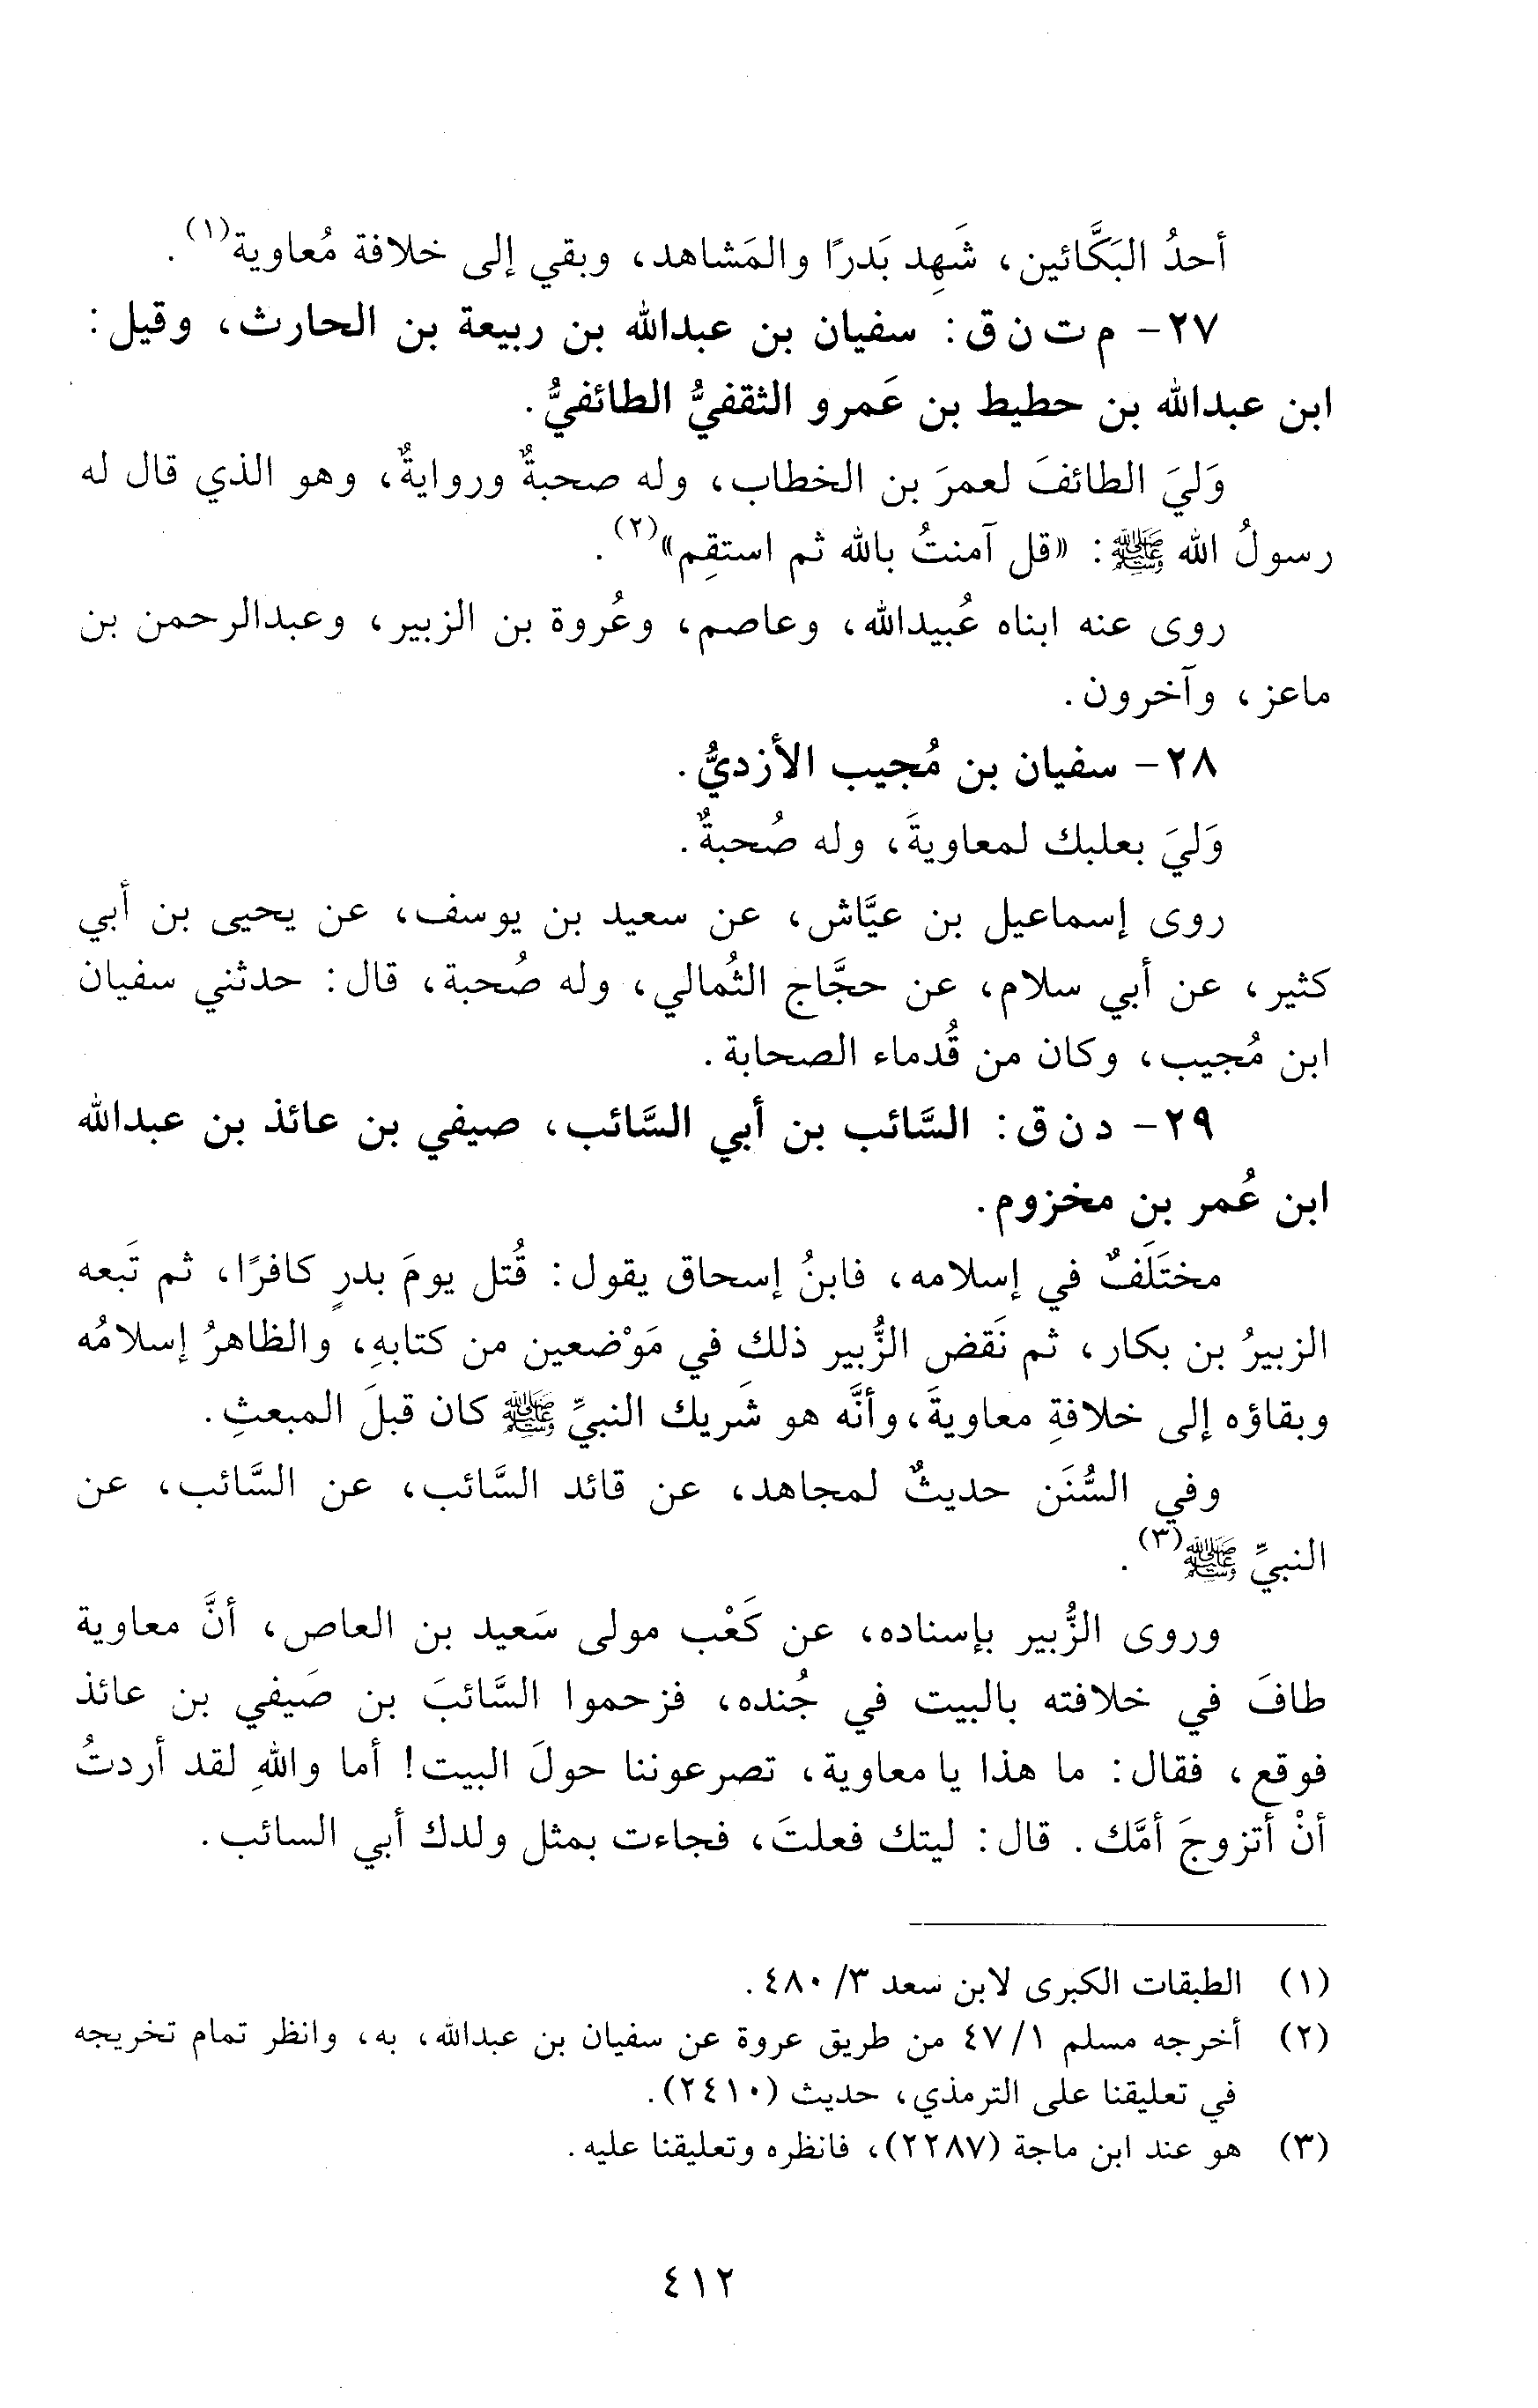 أحدُ البَكَّائين، شَهِد بَدرًا والمَشاهد، وبقي إلى خلافة مُعاوية(١).
٢٧- م ت ن ق: سفيان بن عبدالله بن ربيعة بن الحارث، وقيل:
ابن عبدالله بن حطيط بن عَمرو الثقفيُّ الطائفيُّ.
وَليَ الطائفَ لعمرَ بن الخطاب، وله صحبةٌ وروايةٌ، وهو الذي قال له
رسولُ الله ﷺ: «قل آمنتُ بالله ثم استقِم»(٢).
روى عنه ابناه عُبيدالله، وعاصم، وعُروة بن الزبير، وعبدالرحمن بن
ماعز، وآخرون.
٢٨- سفيان بن مُجيب الأزديُّ.
وَليَ بعلبك لمعاويةَ، وله صُحبةٌ.
روى إسماعيل بن عيَّاش، عن سعيد بن يوسف، عن يحيى بن أبي
كثير، عن أبي سلام، عن حجَّاج الثُمالي، وله صُحبة، قال: حدثني سفيان
ابن مُجيب، وكان من قُدماء الصحابة.
٢٩- د ن ق: السَّائب بن أبي السَّائب، صيفي بن عائذ بن عبدالله
ابن عُمر بن مخزوم.
مختَلَفٌ في إسلامه، فابنُ إسحاق يقول: قُتل يومَ بدرٍ كافرًا، ثم تَبعه
الزبيرُ بن بكار، ثم نَقض الزُّبير ذلك في مَوْضعين من كتابهِ، والظاهرُ إسلامُه
وبقاؤه إلى خلافةِ معاويةَ، وأنَّه هو شَريك النبيِّ ﷺ كان قبلَ المبعثِ.
وفي السُّنَن حديثٌ لمجاهد، عن قائد السَّائب، عن السَّائب، عن
النبيِّ ﷺ(٣).
وروى الزُّبير بإسناده، عن كَعْب مولى سَعيد بن العاص، أنَّ معاوية
طافَ في خلافته بالبيت في جُنده، فزحموا السَّائبَ بن صَيفي بن عائذ
فوقع، فقال: ما هذا يا معاوية، تصرعوننا حولَ البيت! أما واللهِ لقد أردتُ
أنْ أتزوجَ أمَّك. قال: ليتك فعلتَ، فجاءت بمثل ولدك أبي السائب.
(١) الطبقات الكبرى لابن سعد ٣/ ٤٨٠.
(٢) أخرجه مسلم ١/ ٤٧ من طريق عروة عن سفيان بن عبدالله، به، وانظر تمام تخريجه
في تعليقنا على الترمذي، حديث (٢٤١٠).
(٣) هو عند ابن ماجة (٢٢٨٧)، فانظره وتعليقنا عليه.
٤١٢